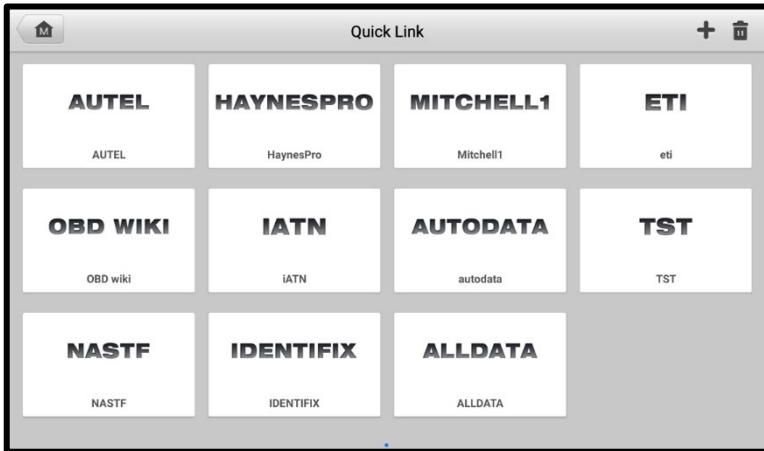 M
Quick Link
AUTEL
AUTEL
HAYNESPRO
HaynesPro
MITCHELL1
Mitchell1
ETI
eti
OBD WIKI
OBD wiki
IATN
iATN
AUTODATA
autodata
TST
TST
NASTF
NASTF
IDENTIFIX
IDENTIFIX
ALLDATA
ALLDATA